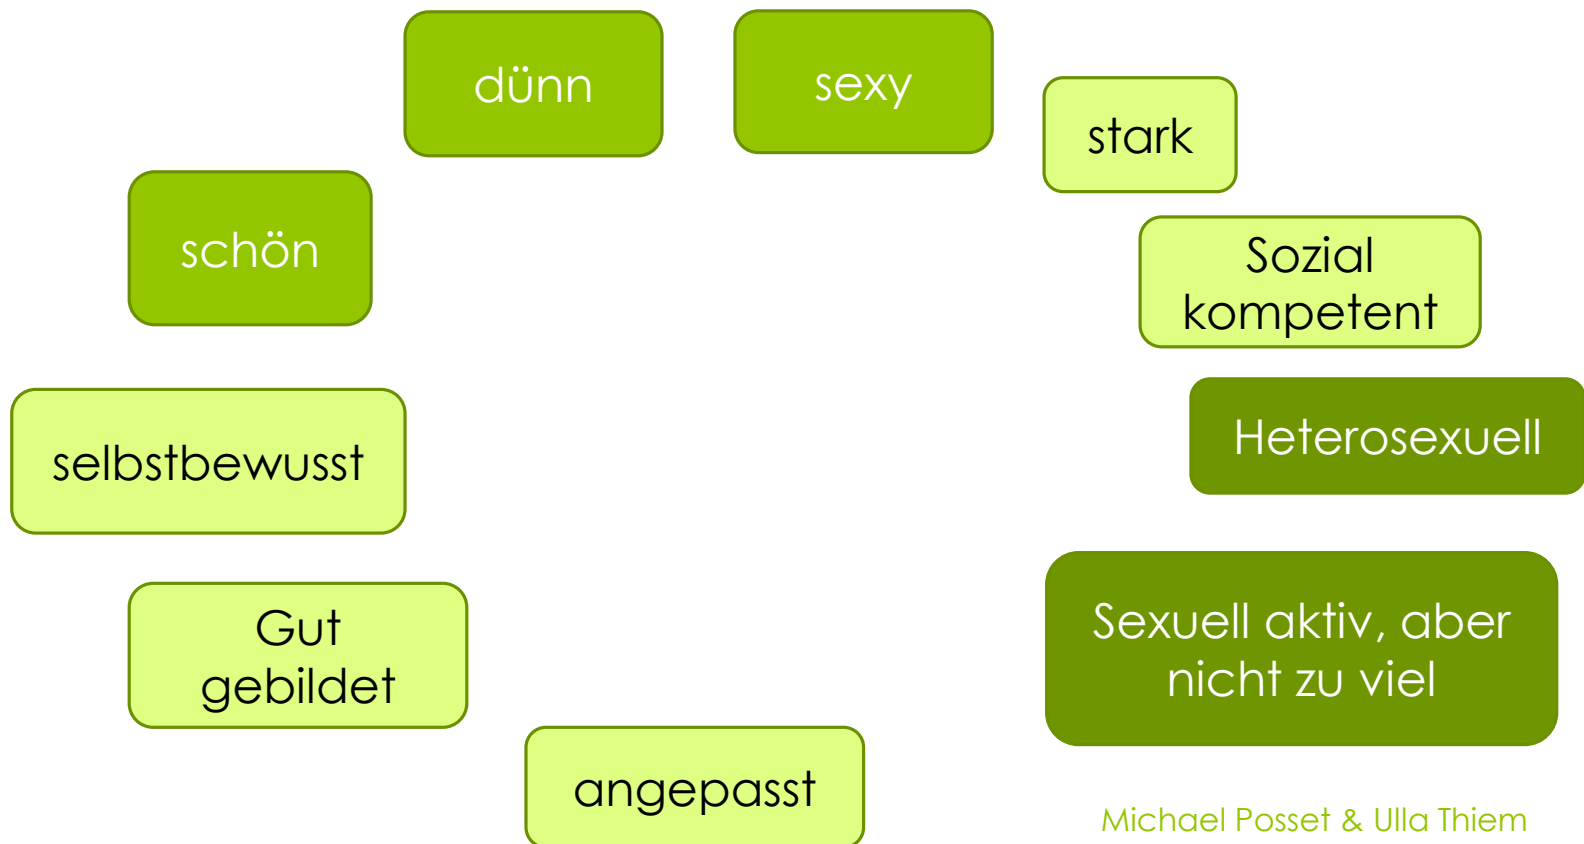 dünn
sexy
stark
schön
Sozial
kompetent
Heterosexuell
selbstbewusst
Sexuell aktiv, aber
nicht zu viel
Gut
gebildet
angepasst
Michael Posset & Ulla Thiem